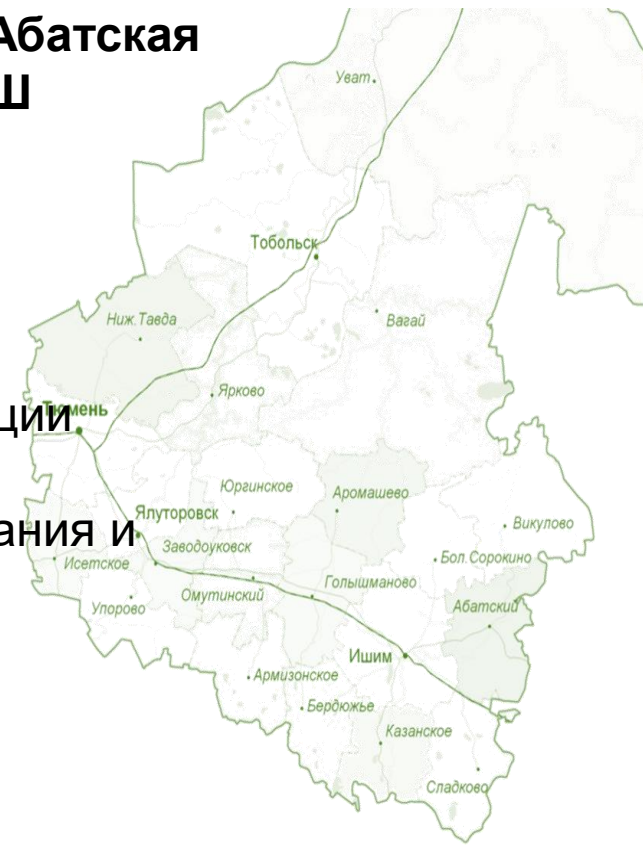 Абатская
Ш
Уват
Тобольск
Ниж.Тавда
Вагай
Ярково
ции
Тюмень
Юргинское
Аромашево
Ялуторовск
Викулово
ания и
Заводоуковск
Бол.Сорокино
Исетское
Голышманово
Омутинский
Абатский
Упорово
Ишим
Армизонское
Бердюжье
Казанское
Сладково